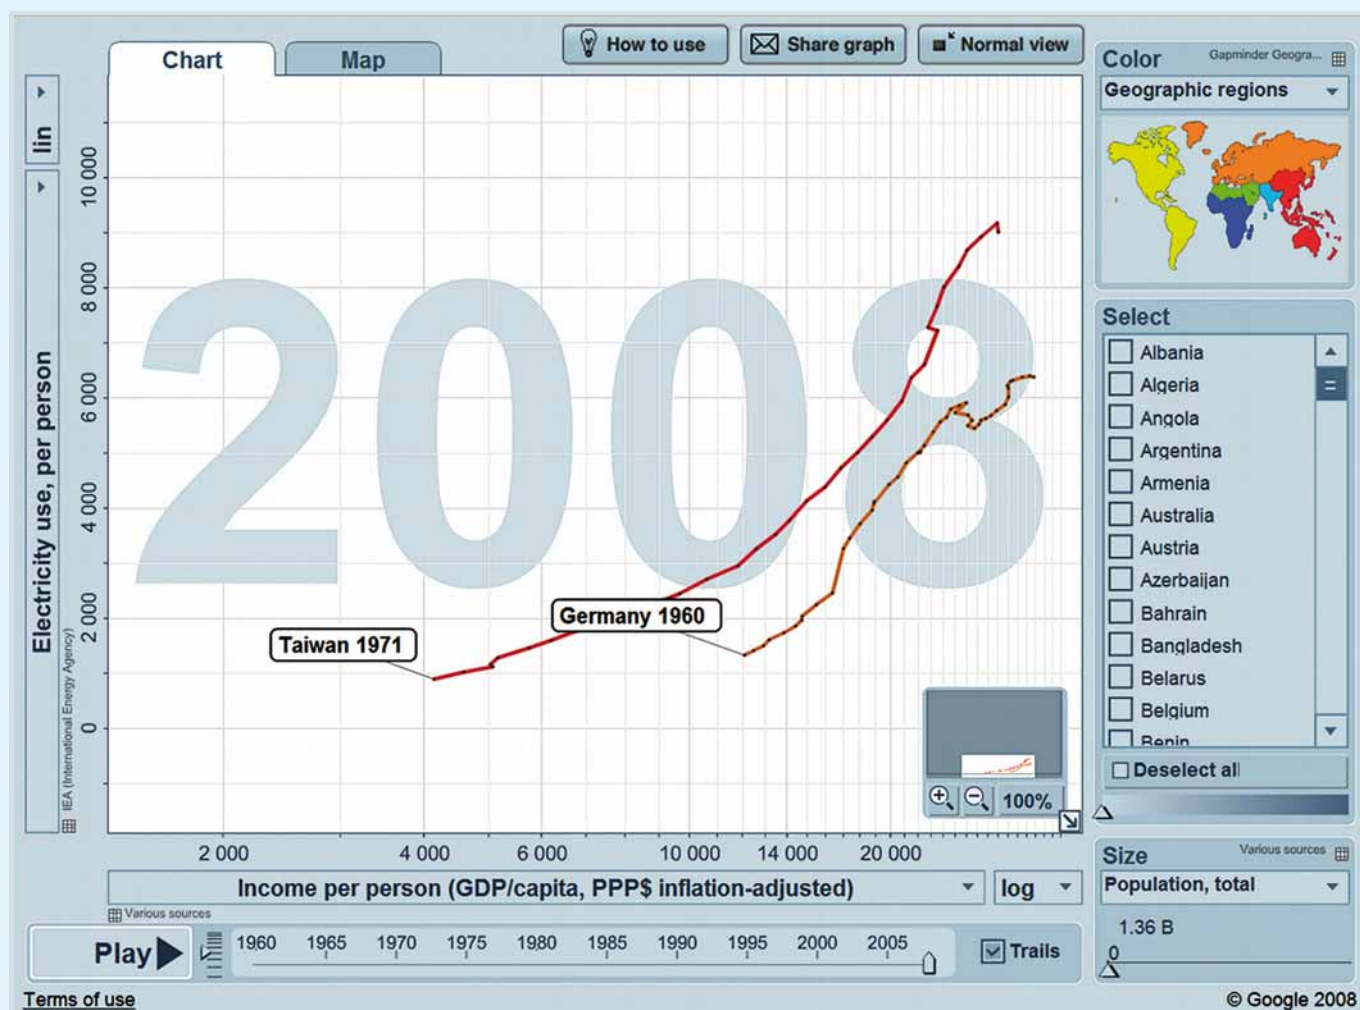 How to use
Share graph
Normal view
Chart
Map
lin
Electricity use, per person
IEA (International Energy Agency)
10 000
8 000
6 000
4 000
2 000
0
2008
Taiwan 1971
Germany 1960
100%
2 000
4 000
6 000
10 000
14 000
20 000
Income per person (GDP/capita, PPP$ inflation-adjusted)
log
Various sources
Play
1960
1965
1970
1975
1980
1985
1990
1995
2000
2005
Trails
Terms of use
Color
Gapminder Geogra...
Geographic regions
Select
Albania
Algeria
Angola
Argentina
Armenia
Australia
Austria
Azerbaijan
Bahrain
Bangladesh
Belarus
Belgium
Benin
Deselect all
Size
Various sources
Population, total
1.36 B
0
© Google 2008